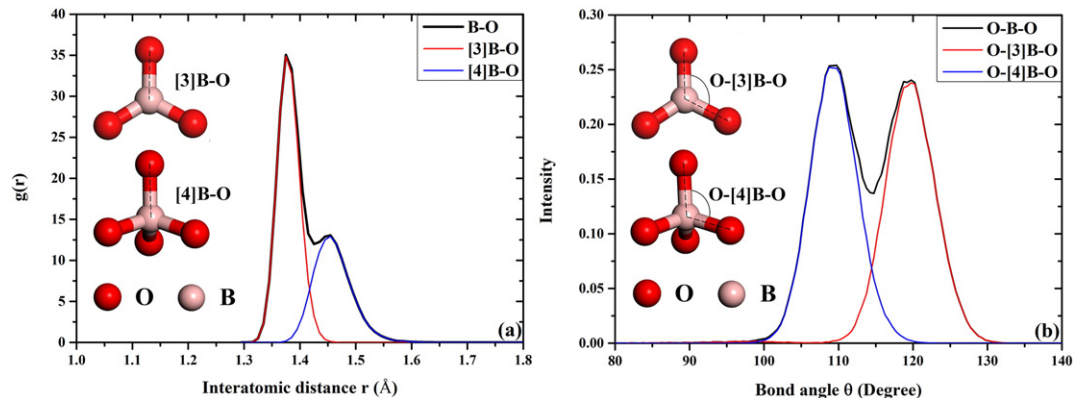 40
35
30
25
20
15
10
5
0
g(r)
B-O
[3]B-O
[4]B-O
[3]B-O
[4]B-O
O B
(a)
1.0 1.1 1.2 1.3 1.4 1.5 1.6 1.7 1.8
Interatomic distance r (Å)
0.30
0.25
0.20
0.15
0.10
0.05
0.00
Intensity
O-B-O
O-[3]B-O
O-[4]B-O
O-[3]B-O
O-[4]B-O
O B
(b)
80 90 100 110 120 130 140
Bond angle θ (Degree)